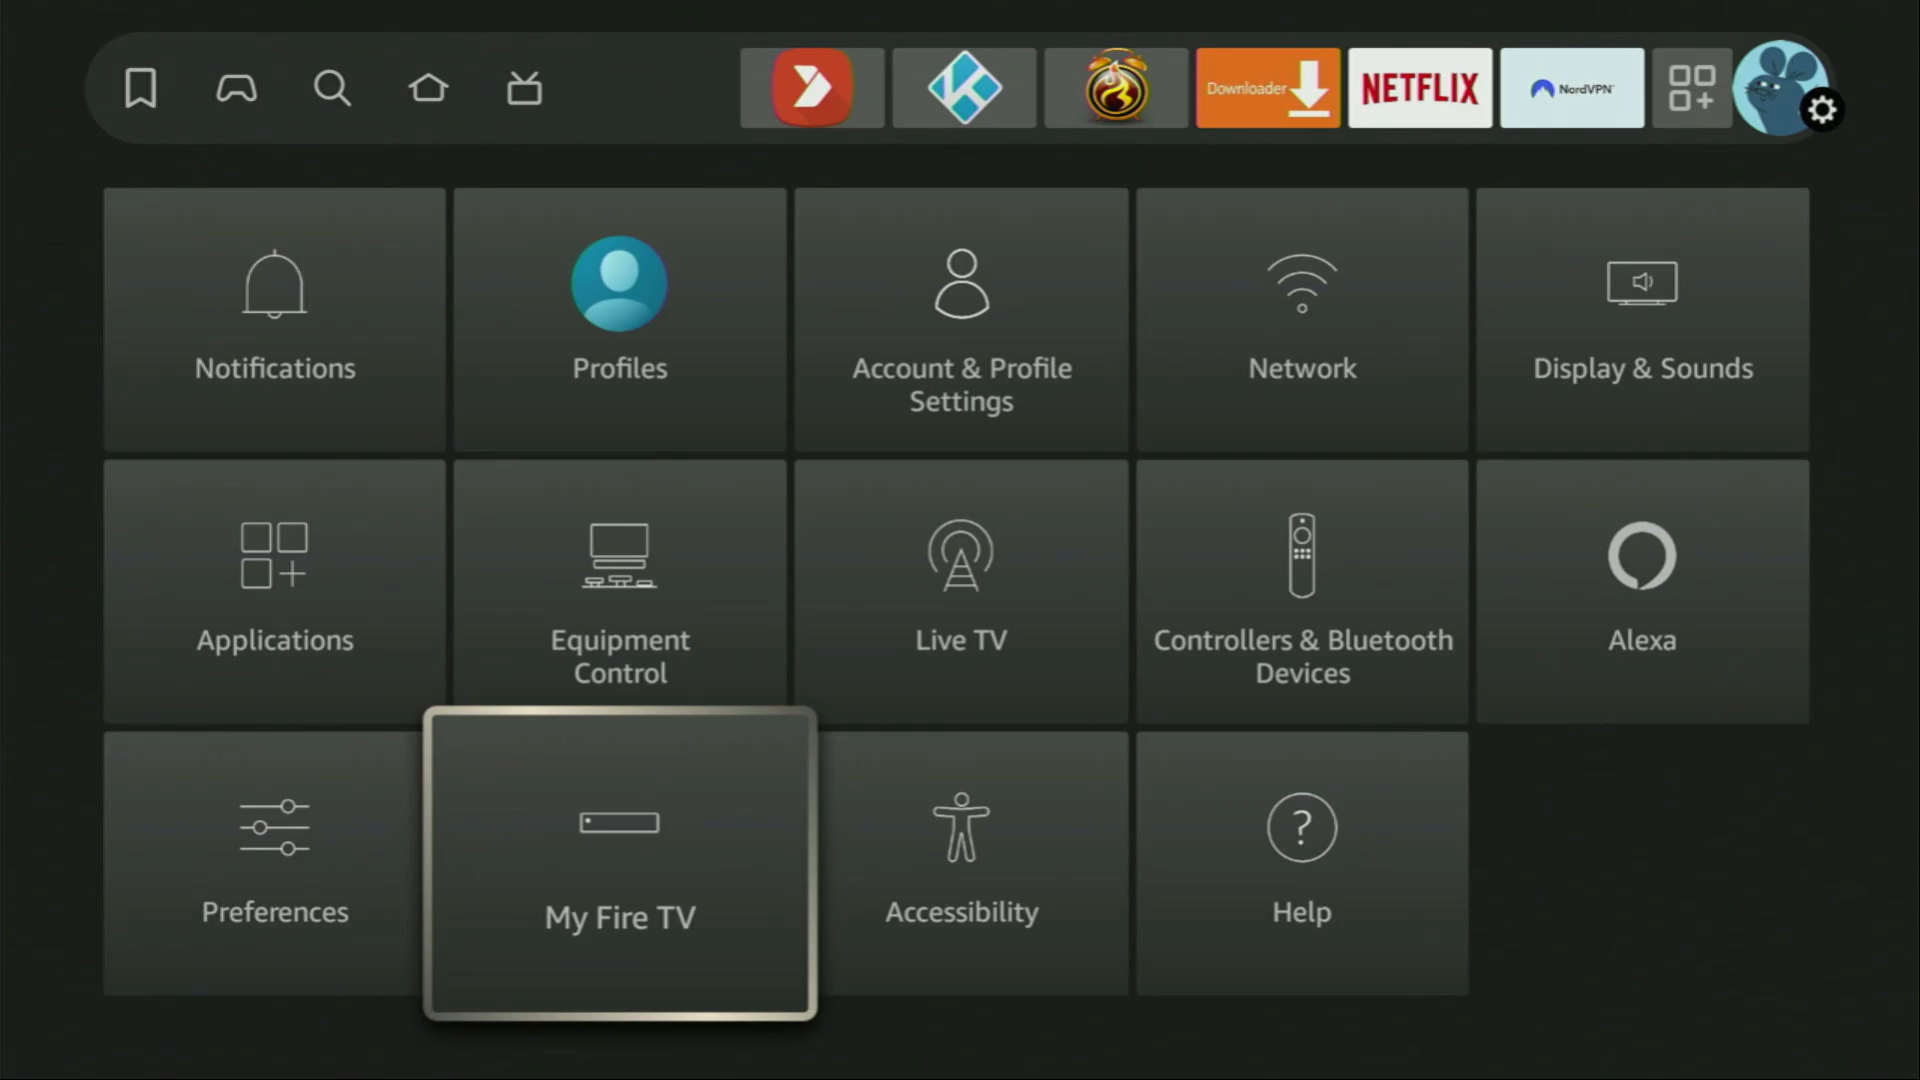 Downloader
NETFLIX
NordVPN
Notifications
Profiles
Account & Profile
Settings
Network
Display & Sounds
Applications
Equipment
Control
Live TV
Controllers & Bluetooth
Devices
Alexa
Preferences
My Fire TV
Accessibility
Help